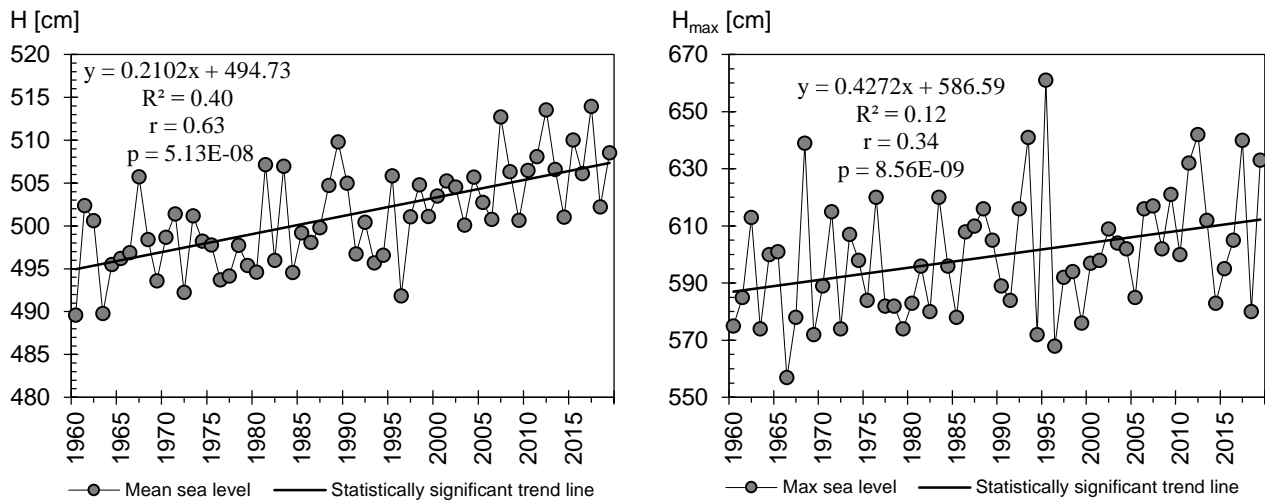 H [cm]
520
515
510
505
500
495
490
485
480
y = 0.2102x + 494.73
R² = 0.40
r = 0.63
p = 5.13E-08
1960
1965
1970
1975
1980
1985
1990
1995
2000
2005
2010
2015
Mean sea level
Statistically significant trend line
Hmax [cm]
670
650
630
610
590
570
550
y = 0.4272x + 586.59
R² = 0.12
r = 0.34
p = 8.56E-09
1960
1965
1970
1975
1980
1985
1990
1995
2000
2005
2010
2015
Max sea level
Statistically significant trend line